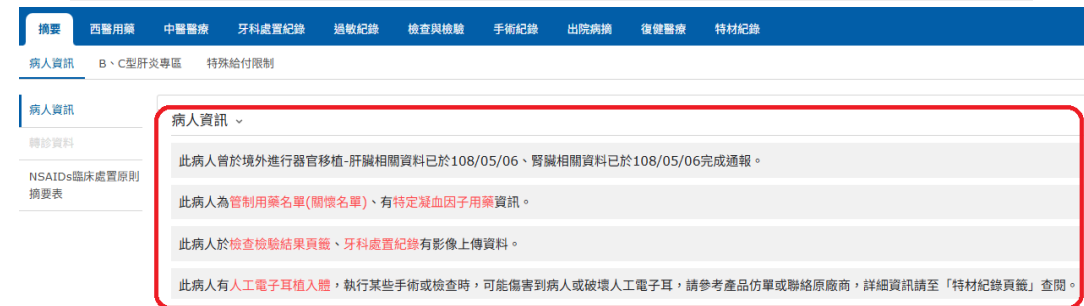 摘要 西醫用藥 中醫醫療 牙科處置紀錄 過敏紀錄 檢查與檢驗 手術紀錄 出院病摘 復健醫療 特材紀錄
病人資訊 B、C型肝炎專區 特殊給付限制
病人資訊
轉診資料
NSAIDs臨床處置原則
摘要表
病人資訊
此病人曾於境外進行器官移植-肝臟相關資料已於108/05/06、腎臟相關資料已於108/05/06完成通報。
此病人為管制用藥名單(關懷名單)、有特定凝血因子用藥資訊。
此病人於檢查檢驗結果頁籤、牙科處置紀錄有影像上傳資料。
此病人有人工電子耳植入體，執行某些手術或檢查時，可能傷害到病人或破壞人工電子耳，請參考產品仿單或聯絡原廠商，詳細資訊請至「特材紀錄頁籤」查閱。